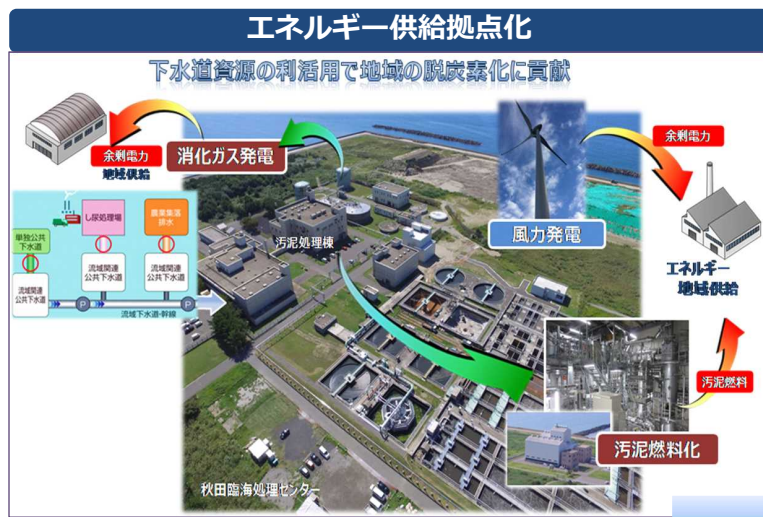 エネルギー供給拠点化
下水道資源の利活用で地域の脱炭素化に貢献
余剰電力
地域供給
消化ガス発電
余剰電力
し尿処理場
農業集落
排水
単独公共
下水道
流域関連
公共下水道
流域関連
公共下水道
流域関連
公共下水道
P
P
流域下水道・幹線
汚泥処理棟
風力発電
エネルギー
地域供給
汚泥燃料
汚泥燃料化
秋田臨海処理センター